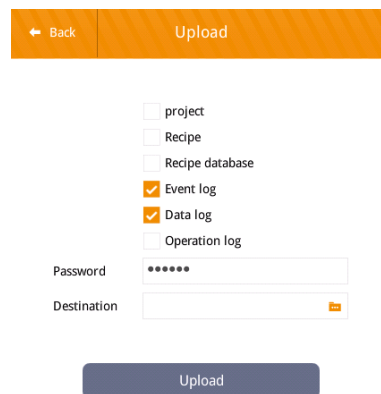 Back
Upload
project
Recipe
Recipe database
Event log
Data log
Operation log
Password ••••••
Destination
Upload